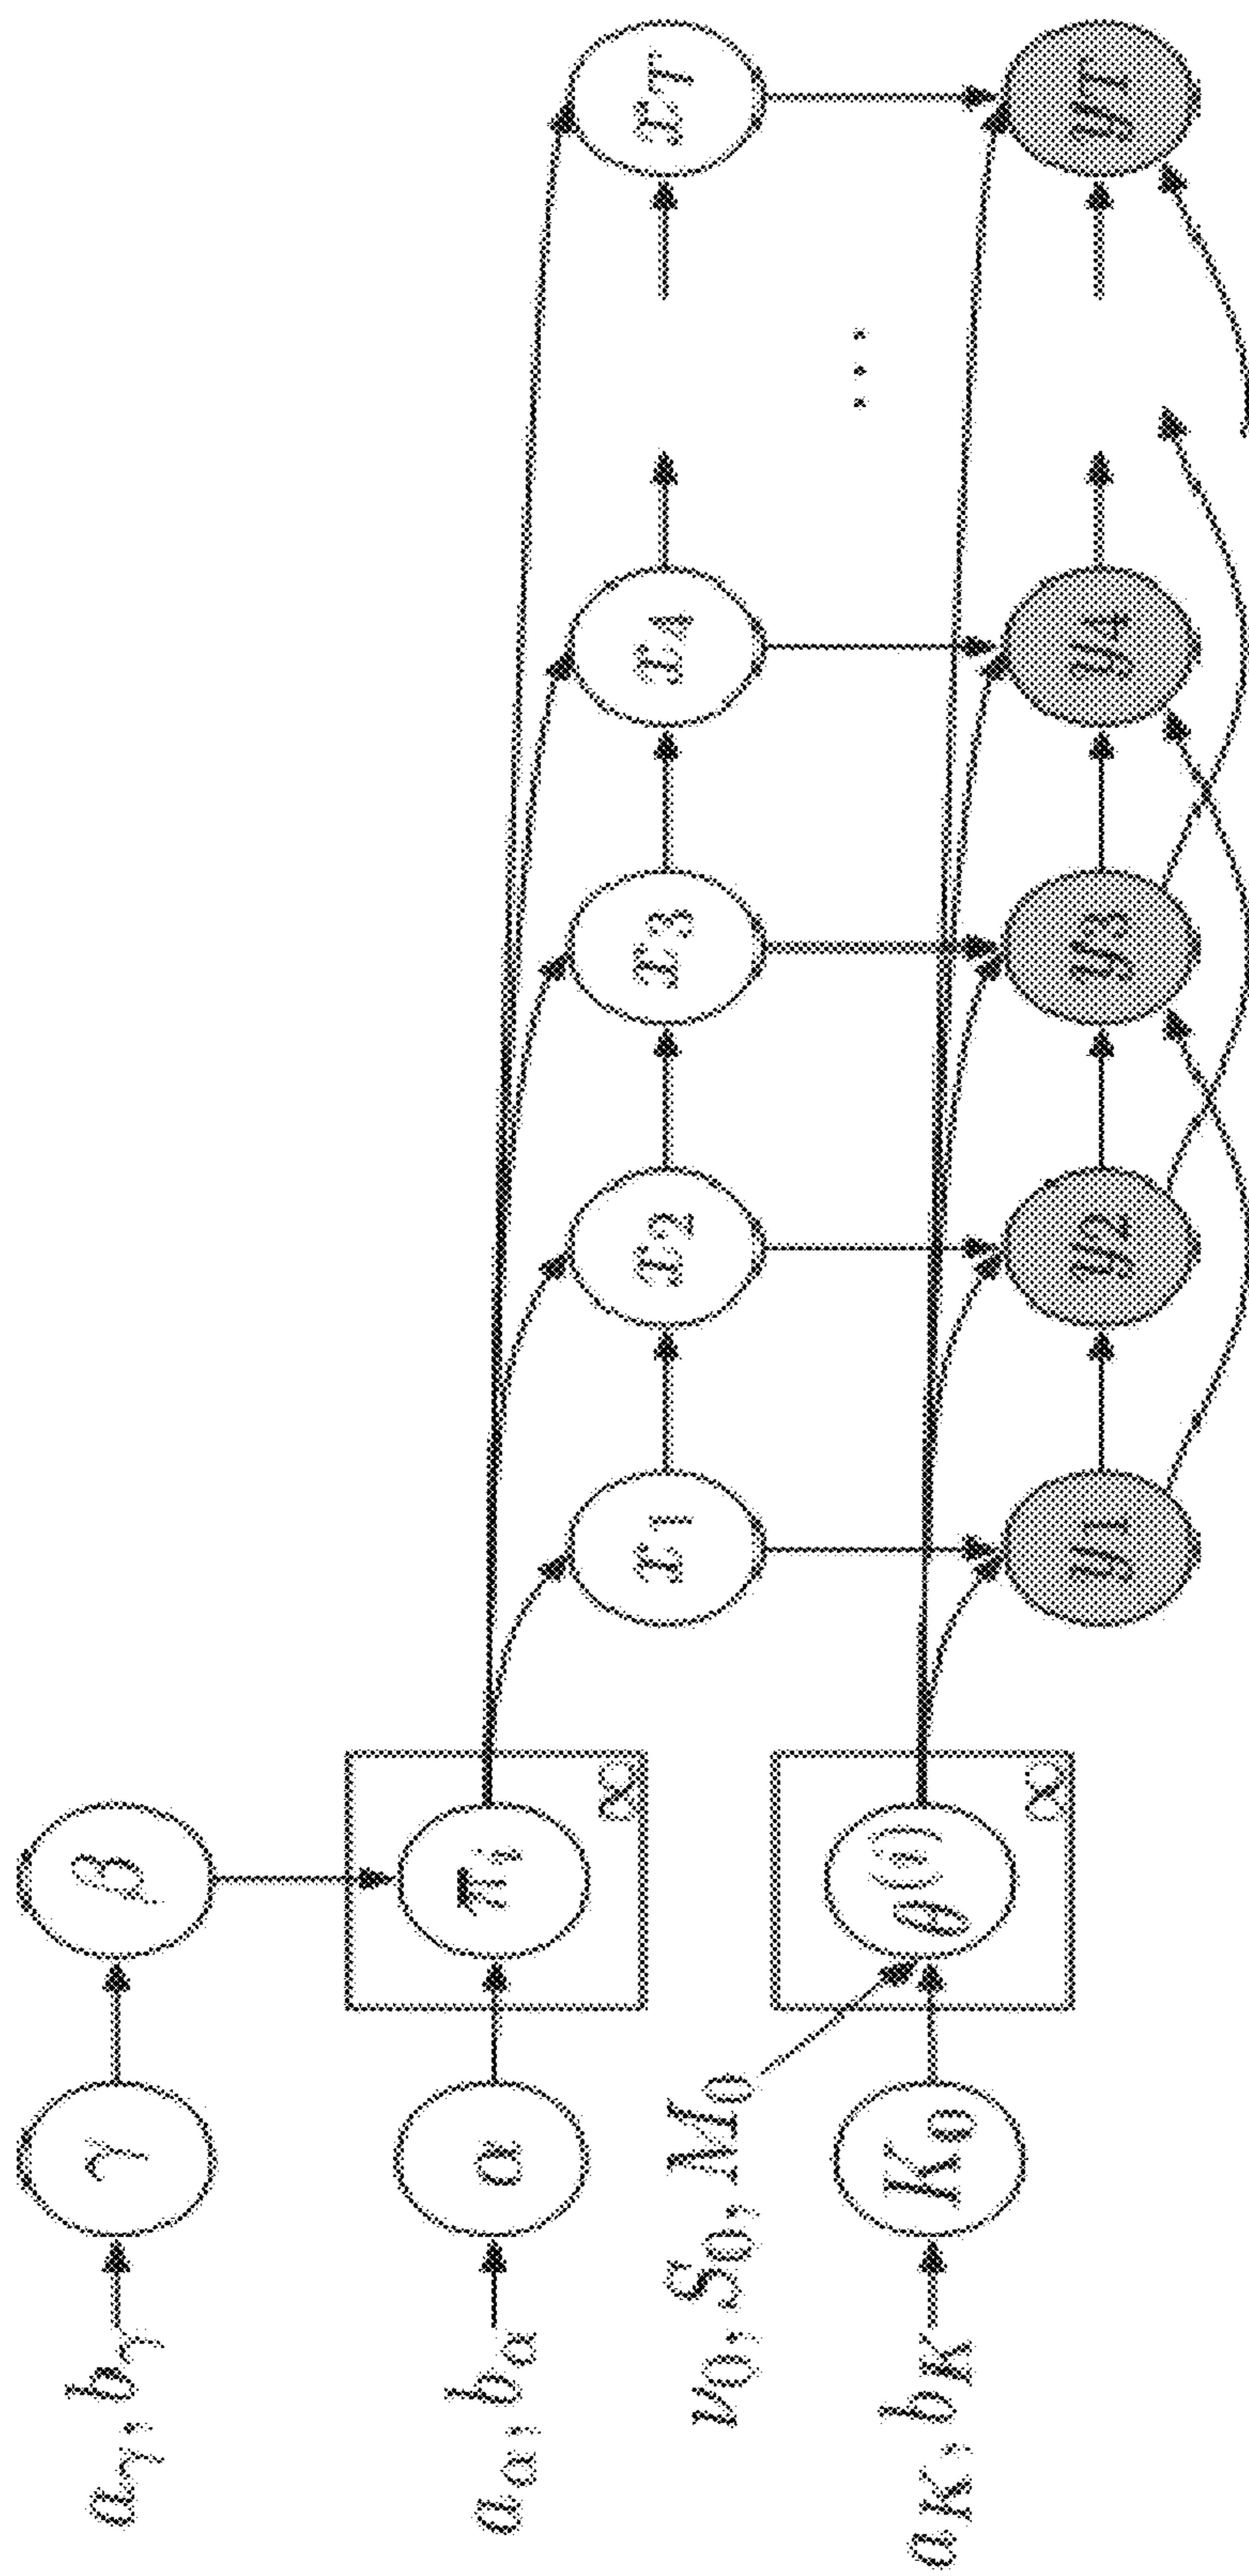 a_γ, b_γ γ β
a_α, b_α α π_i ∞
x_1 x_2 x_3 x_4 x_T
ν_0, S_0, M_0
...
a_K, b_K K_0 θ^(i) ∞
y_1 y_2 y_3 y_4 y_T